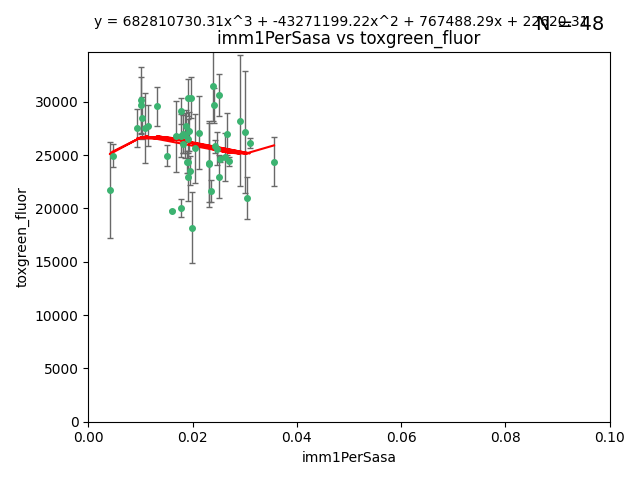 y = 682810730.31x^3 + -43271199.22x^2 + 767488.29x + 22620.31
N = 48
imm1PerSasa vs toxgreen_fluor
30000
25000
20000
15000
10000
5000
0
toxgreen_fluor
0.00 0.02 0.04 0.06 0.08 0.10
imm1PerSasa